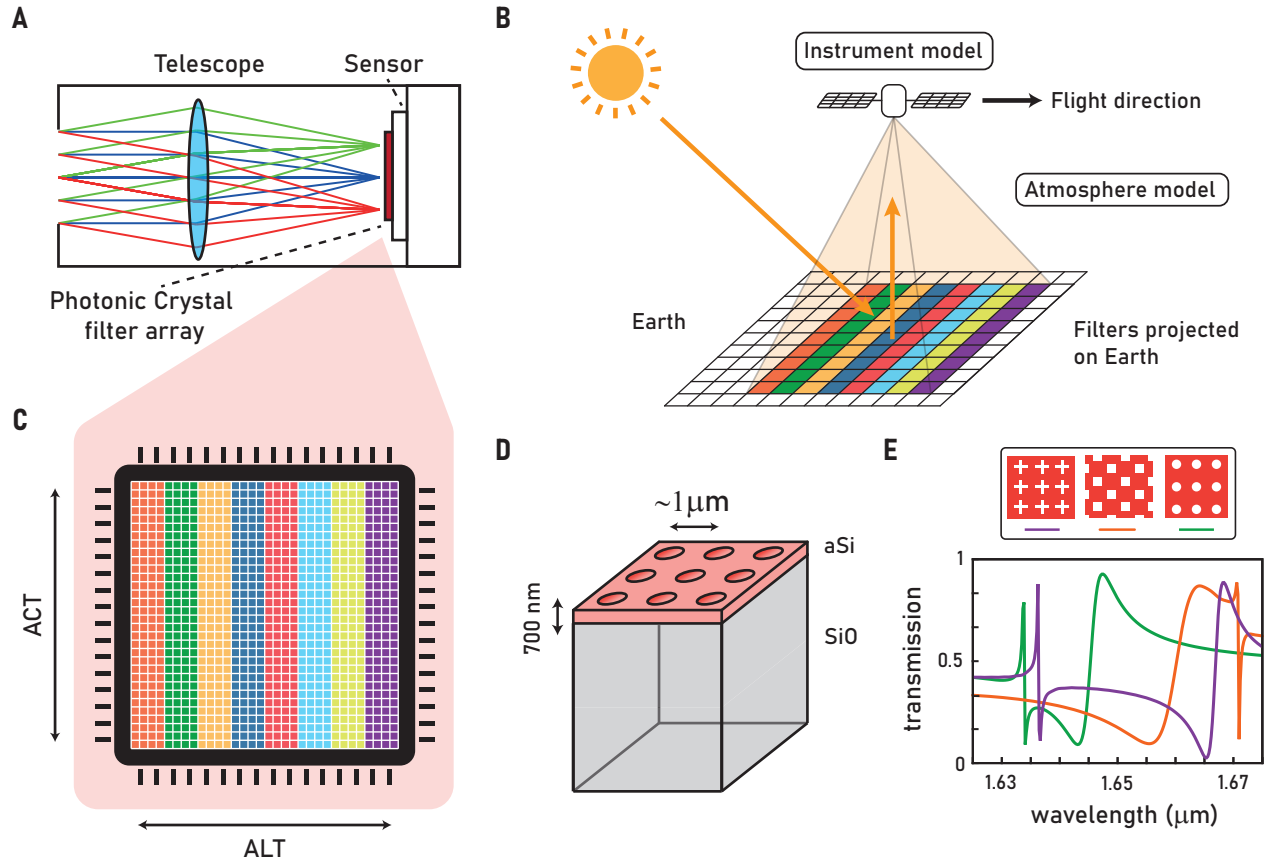 A
Telescope
Sensor
Photonic Crystal
filter array
B
Instrument model
Flight direction
Atmosphere model
Earth
Filters projected
on Earth
C
ACT
ALT
D
~1μm
aSi
700 nm
SiO
E
1
0.5
0
transmission
1.63
1.65
1.67
wavelength (μm)